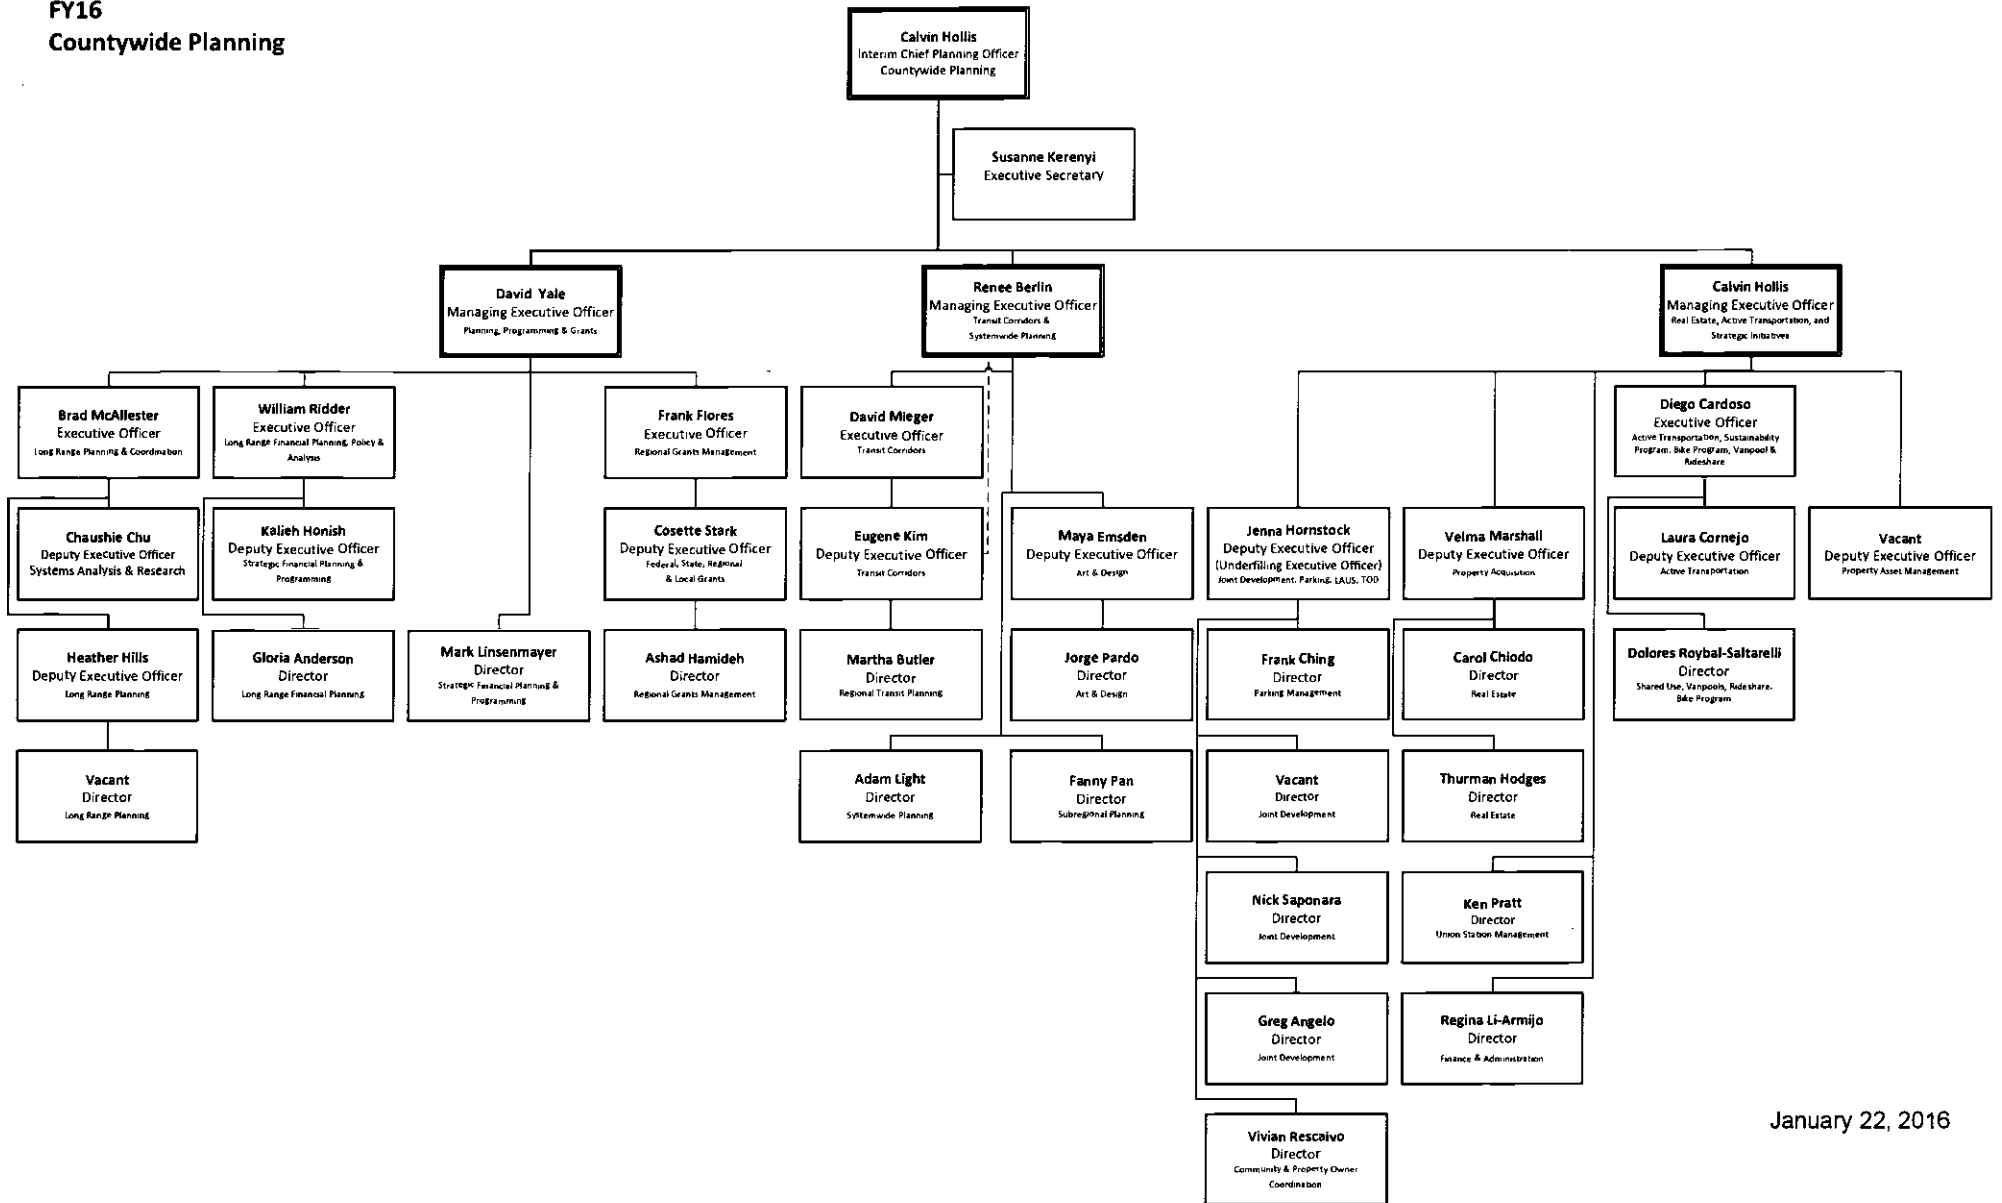 FY16
Countywide Planning
Calvin Hollis
Interim Chief Planning Officer
Countywide Planning
Susanne Kerenyi
Executive Secretary
David Yale
Managing Executive Officer
Planning, Programming & Grants
Renee Berlin
Managing Executive Officer
Transit Corridors &
Systemwide Planning
Calvin Hollis
Managing Executive Officer
Real Estate, Active Transportation, and
Strategic Initiatives
Brad McAllester
Executive Officer
Long Range Planning & Coordination
William Ridder
Executive Officer
Long Range Financial Planning, Policy &
Analysis
Frank Flores
Executive Officer
Regional Grants Management
David Mieger
Executive Officer
Transit Corridors
Diego Cardoso
Executive Officer
Active Transportation, Sustainability
Program, Bike Program, Vanpool &
Rideshare
Chaushie Chu
Deputy Executive Officer
Systems Analysis & Research
Kalieh Honish
Deputy Executive Officer
Strategic Financial Planning &
Programming
Cosette Stark
Deputy Executive Officer
Federal, State, Regional
& Local Grants
Eugene Kim
Deputy Executive Officer
Transit Corridors
Maya Emsden
Deputy Executive Officer
Art & Design
Jenna Hornstock
Deputy Executive Officer
(Underfilling Executive Officer)
Joint Development, Parking, LAUS, TOD
Velma Marshall
Deputy Executive Officer
Property Acquisition
Laura Cornejo
Deputy Executive Officer
Active Transportation
Vacant
Deputy Executive Officer
Property Asset Management
Heather Hills
Deputy Executive Officer
Long Range Planning
Gloria Anderson
Director
Long Range Financial Planning
Mark Linsenmayer
Director
Strategic Financial Planning &
Programming
Ashad Hamideh
Director
Regional Grants Management
Martha Butler
Director
Regional Transit Planning
Jorge Pardo
Director
Art & Design
Frank Ching
Director
Parking Management
Carol Chiodo
Director
Real Estate
Dolores Roybal-Saltarelli
Director
Shared Use, Vanpools, Rideshare,
Bike Program
Vacant
Director
Long Range Planning
Adam Light
Director
Systemwide Planning
Fanny Pan
Director
Subregional Planning
Vacant
Director
Joint Development
Thurman Hodges
Director
Real Estate
Nick Saponara
Director
Joint Development
Ken Pratt
Director
Union Station Management
Greg Angelo
Director
Joint Development
Regina Li-Armijo
Director
Finance & Administration
Vivian Rescalvo
Director
Community & Property Owner
Coordination
January 22, 2016